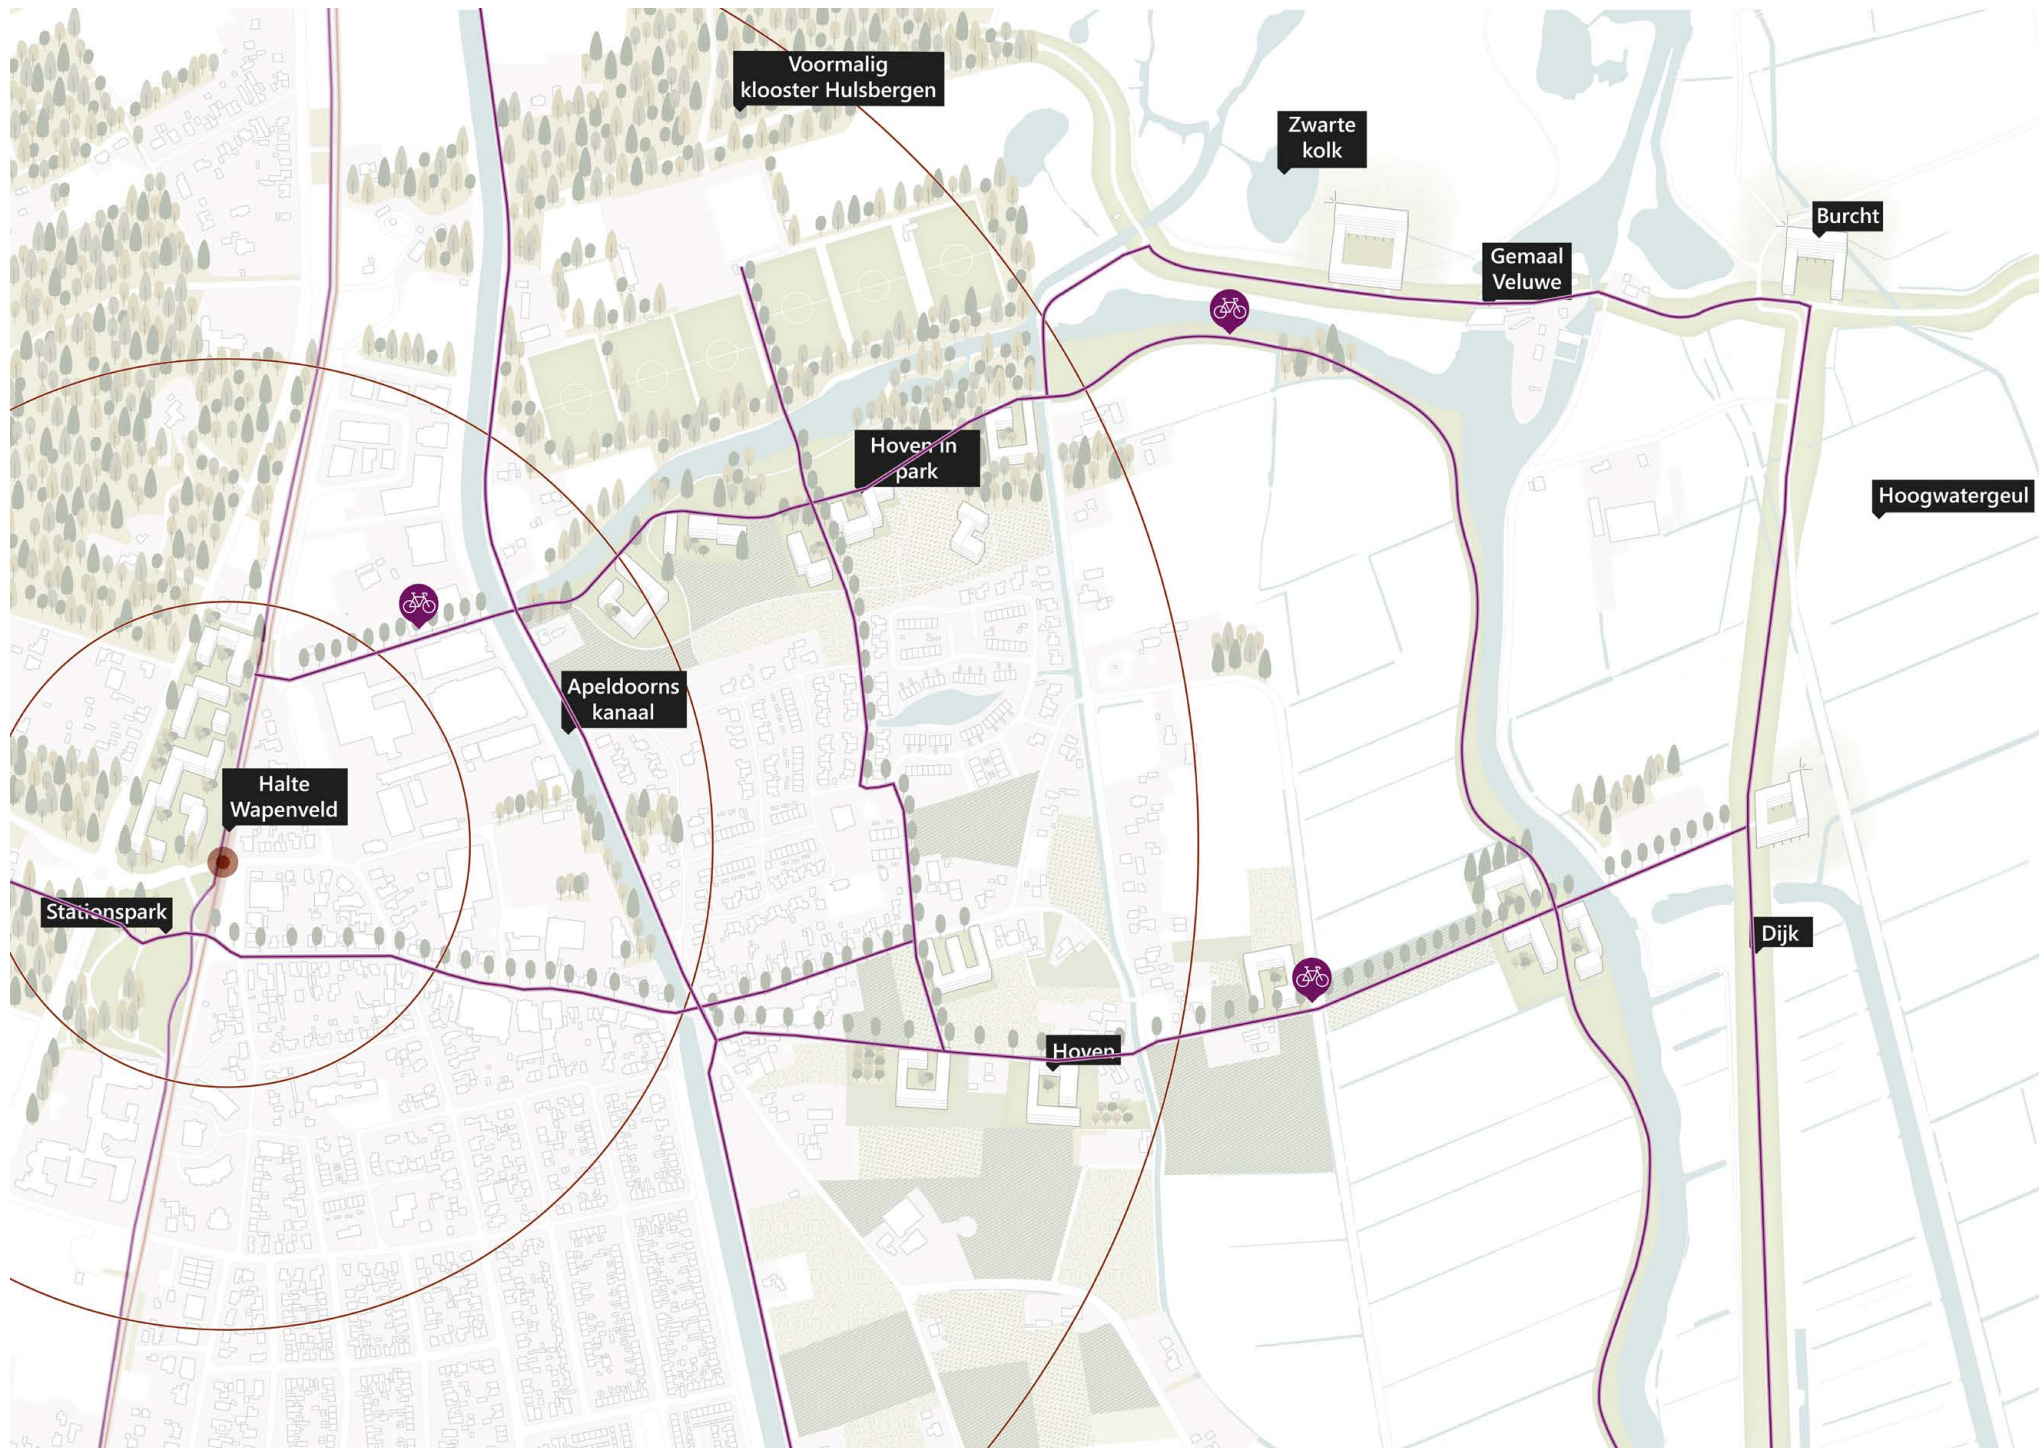 Voormalig
klooster Hulsbergen
Zwarte
kolk
Burcht
Gemaal
Veluwe
Hoven in
park
Hoogwatergeul
Apeldoorns
kanaal
Halte
Wapenveld
Stationspark
Dijk
Hoven